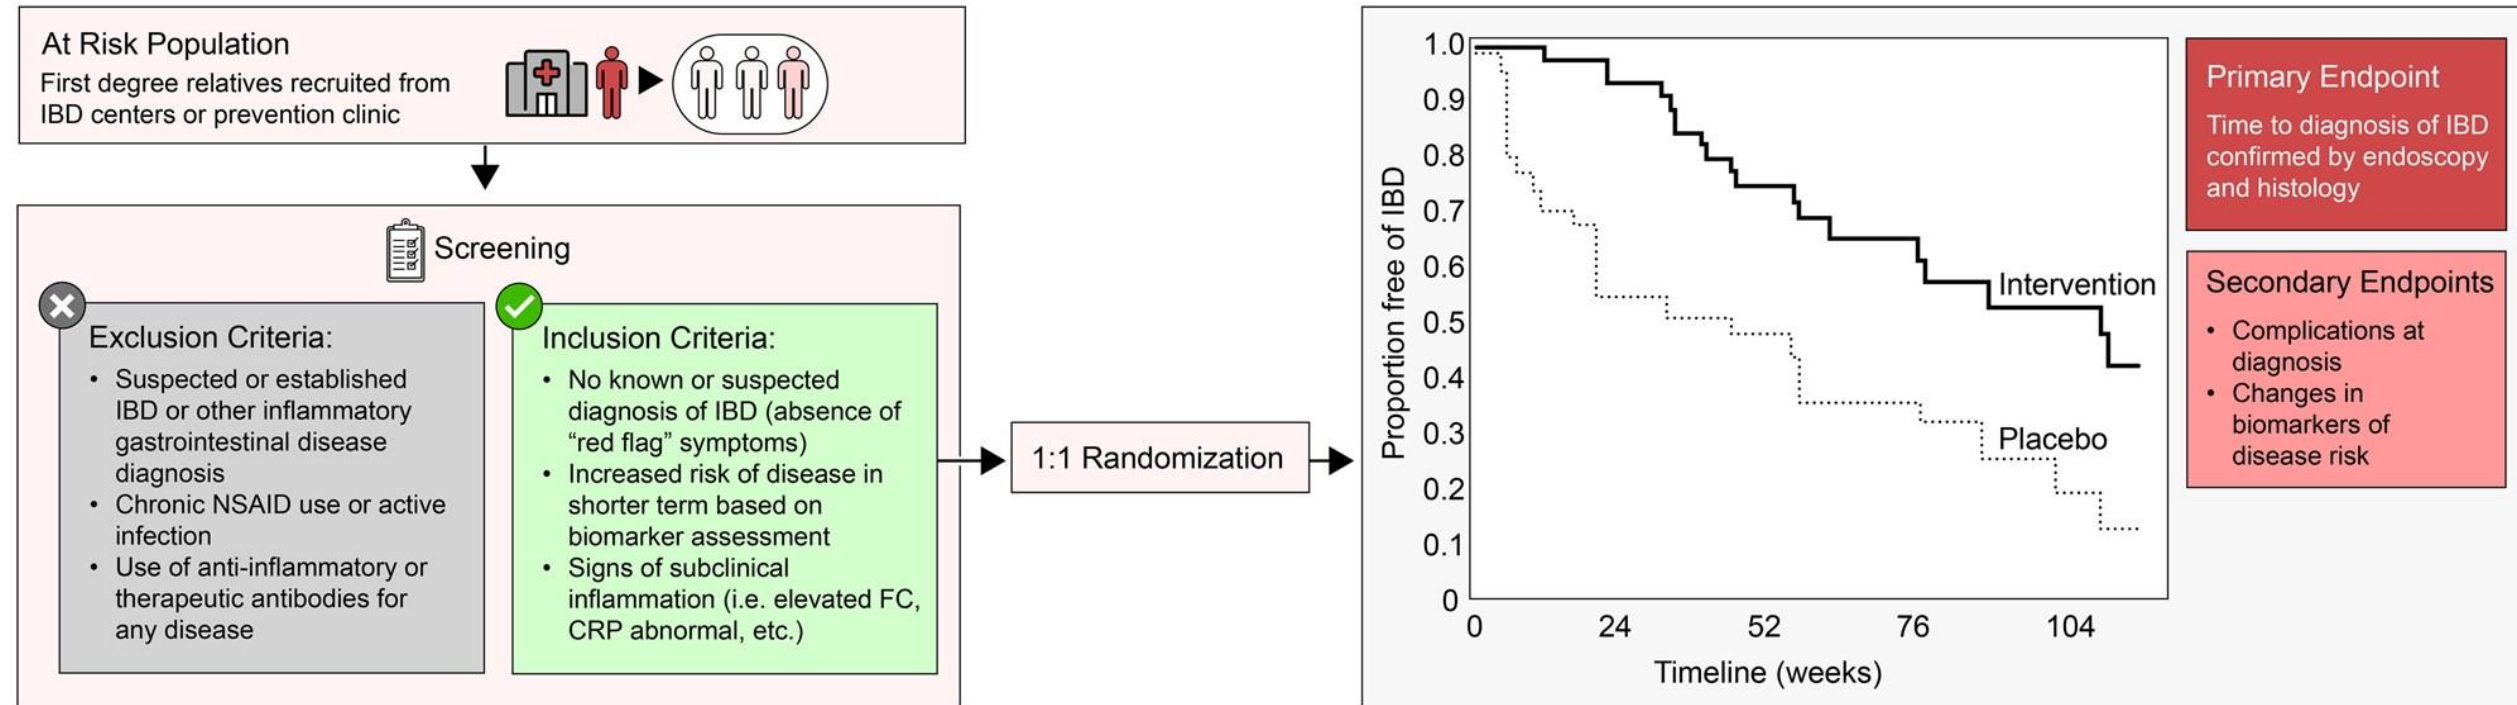 At Risk Population
First degree relatives recruited from
IBD centers or prevention clinic
Screening
Exclusion Criteria:
• Suspected or established
IBD or other inflammatory
gastrointestinal disease
diagnosis
• Chronic NSAID use or active
infection
• Use of anti-inflammatory or
therapeutic antibodies for
any disease
Inclusion Criteria:
• No known or suspected
diagnosis of IBD (absence of
“red flag” symptoms)
• Increased risk of disease in
shorter term based on
biomarker assessment
• Signs of subclinical
inflammation (i.e. elevated FC,
CRP abnormal, etc.)
1:1 Randomization
Proportion free of IBD
1.0
0.9
0.8
0.7
0.6
0.5
0.4
0.3
0.2
0.1
0
Intervention
Placebo
0 24 52 76 104
Timeline (weeks)
Primary Endpoint
Time to diagnosis of IBD
confirmed by endoscopy
and histology
Secondary Endpoints
• Complications at
diagnosis
• Changes in
biomarkers of
disease risk